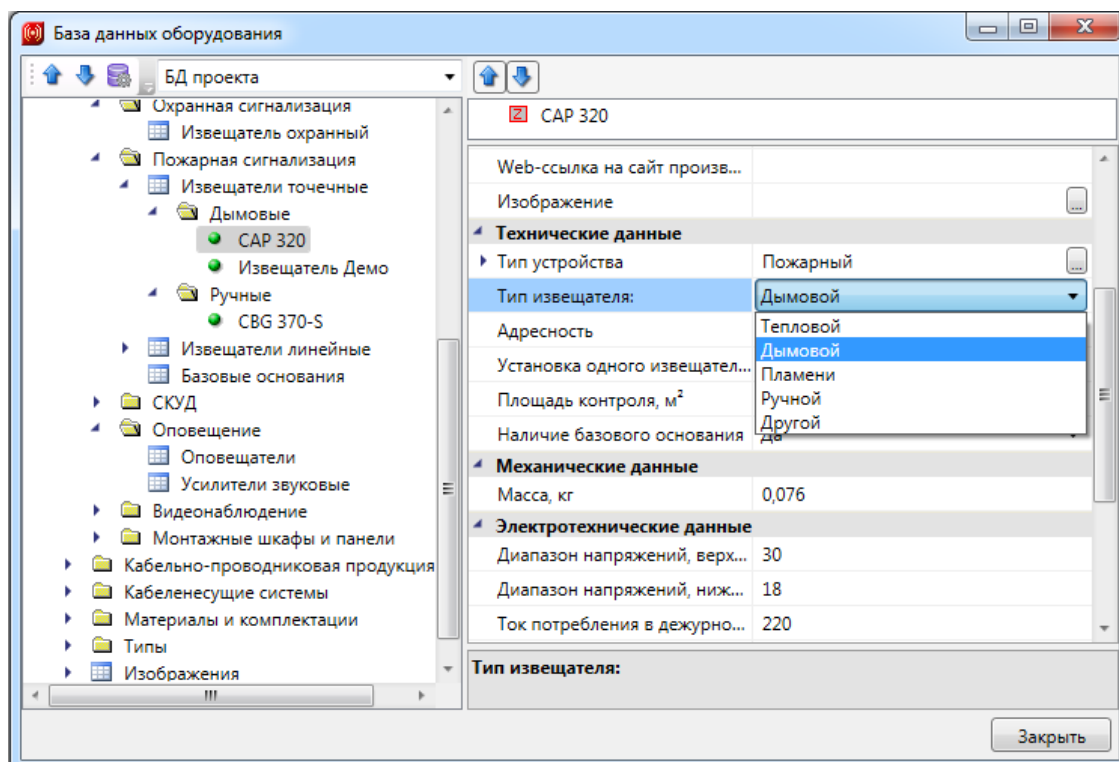 База данных оборудования
БД проекта
Охранная сигнализация
Извещатель охранный
Пожарная сигнализация
Извещатели точечные
Дымовые
CAP 320
Извещатель Демо
Ручные
CBG 370-S
Извещатели линейные
Базовые основания
СКУД
Оповещение
Оповещатели
Усилители звуковые
Видеонаблюдение
Монтажные шкафы и панели
Кабельно-проводниковая продукция
Кабеленесущие системы
Материалы и комплектации
Типы
Изображения
CAP 320
Web-ссылка на сайт произв...
Изображение
Технические данные
Тип устройства Пожарный
Тип извещателя: Дымовой
Тепловой
Дымовой
Пламени
Ручной
Другой
Адресность
Установка одного извещател...
Площадь контроля, м²
Наличие базового основания Да
Механические данные
Масса, кг 0,076
Электротехнические данные
Диапазон напряжений, верх... 30
Диапазон напряжений, ниж... 18
Ток потребления в дежурно... 220
Тип извещателя:
Закрыть